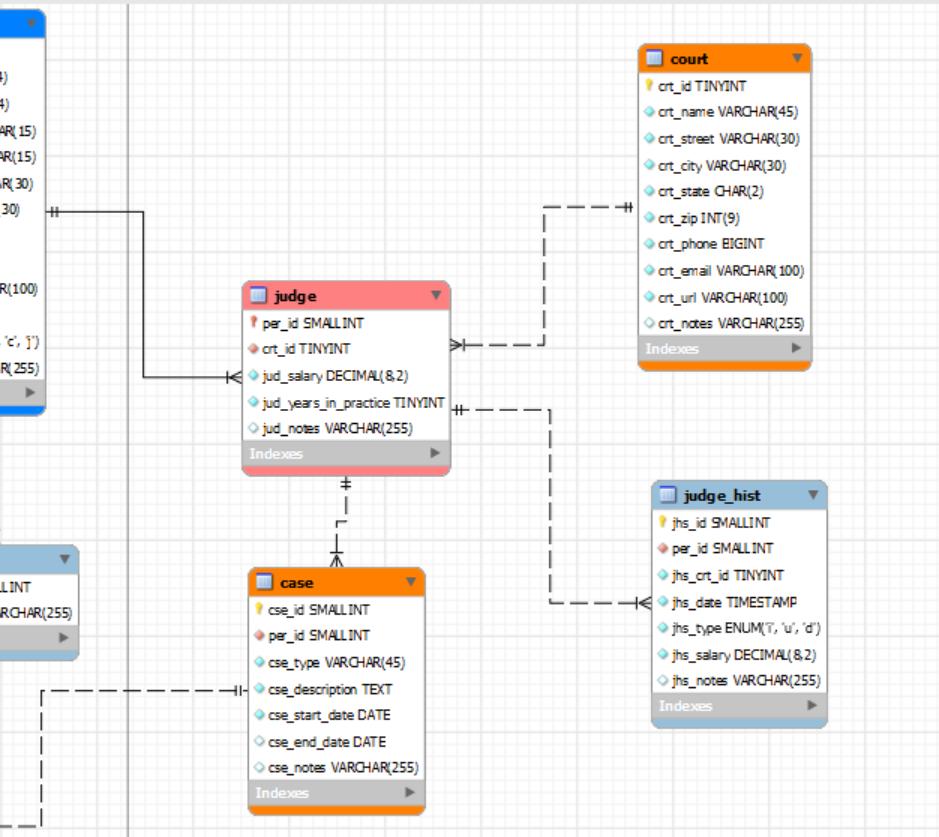 4)
4)
AR(15)
AR(15)
R(30)
30)
R(100)
'c', 'j')
R(255)
court
crt_id TINYINT
crt_name VARCHAR(45)
crt_street VARCHAR(30)
crt_city VARCHAR(30)
crt_state CHAR(2)
crt_zip INT(9)
crt_phone BIGINT
crt_email VARCHAR(100)
crt_url VARCHAR(100)
crt_notes VARCHAR(255)
Indexes
judge
per_id SMALLINT
crt_id TINYINT
jud_salary DECIMAL(8,2)
jud_years_in_practice TINYINT
jud_notes VARCHAR(255)
Indexes
judge_hist
jhs_id SMALLINT
per_id SMALLINT
jhs_crt_id TINYINT
jhs_date TIMESTAMP
jhs_type ENUM('i', 'u', 'd')
jhs_salary DECIMAL(8,2)
jhs_notes VARCHAR(255)
Indexes
LLINT
RCHAR(255)
case
cse_id SMALLINT
per_id SMALLINT
cse_type VARCHAR(45)
cse_description TEXT
cse_start_date DATE
cse_end_date DATE
cse_notes VARCHAR(255)
Indexes